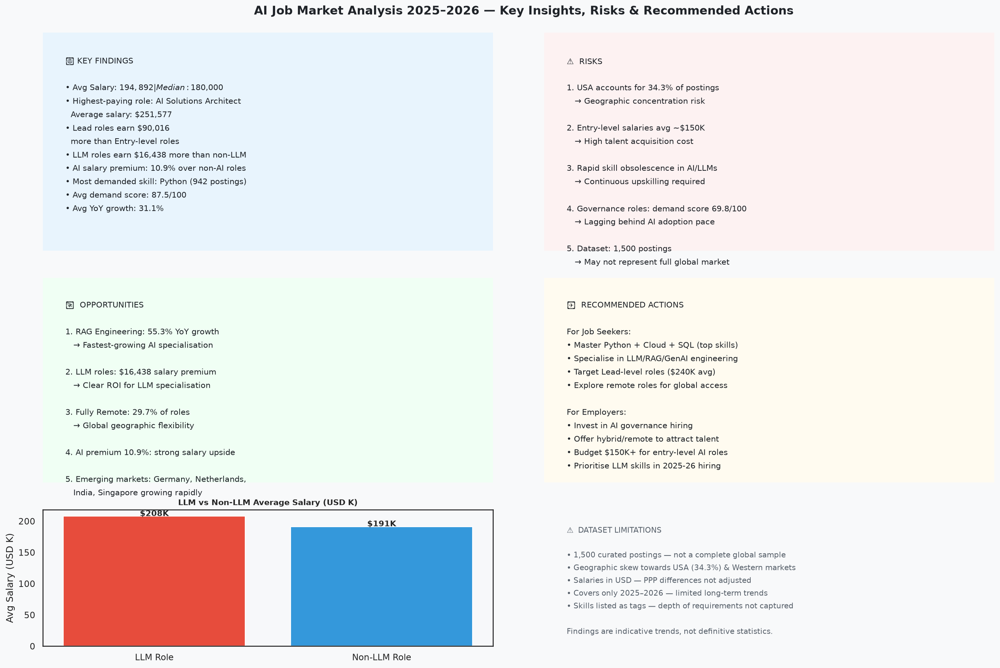 AI Job Market Analysis 2025–2026 — Key Insights, Risks & Recommended Actions
KEY FINDINGS
• Avg Salary: 194,892|Median:180,000
• Highest-paying role: AI Solutions Architect
Average salary: $251,577
• Lead roles earn $90,016
more than Entry-level roles
• LLM roles earn $16,438 more than non-LLM
• AI salary premium: 10.9% over non-AI roles
• Most demanded skill: Python (942 postings)
• Avg demand score: 87.5/100
• Avg YoY growth: 31.1%
⚠ RISKS
1. USA accounts for 34.3% of postings
→ Geographic concentration risk
2. Entry-level salaries avg ~$150K
→ High talent acquisition cost
3. Rapid skill obsolescence in AI/LLMs
→ Continuous upskilling required
4. Governance roles: demand score 69.8/100
→ Lagging behind AI adoption pace
5. Dataset: 1,500 postings
→ May not represent full global market
OPPORTUNITIES
1. RAG Engineering: 55.3% YoY growth
→ Fastest-growing AI specialisation
2. LLM roles: $16,438 salary premium
→ Clear ROI for LLM specialisation
3. Fully Remote: 29.7% of roles
→ Global geographic flexibility
4. AI premium 10.9%: strong salary upside
5. Emerging markets: Germany, Netherlands,
India, Singapore growing rapidly
RECOMMENDED ACTIONS
For Job Seekers:
• Master Python + Cloud + SQL (top skills)
• Specialise in LLM/RAG/GenAI engineering
• Target Lead-level roles ($240K avg)
• Explore remote roles for global access
For Employers:
• Invest in AI governance hiring
• Offer hybrid/remote to attract talent
• Budget $150K+ for entry-level AI roles
• Prioritise LLM skills in 2025-26 hiring
LLM vs Non-LLM Average Salary (USD K)
Avg Salary (USD K)
200
150
100
50
0
$208K
$191K
LLM Role
Non-LLM Role
⚠ DATASET LIMITATIONS
• 1,500 curated postings — not a complete global sample
• Geographic skew towards USA (34.3%) & Western markets
• Salaries in USD — PPP differences not adjusted
• Covers only 2025–2026 — limited long-term trends
• Skills listed as tags — depth of requirements not captured
Findings are indicative trends, not definitive statistics.